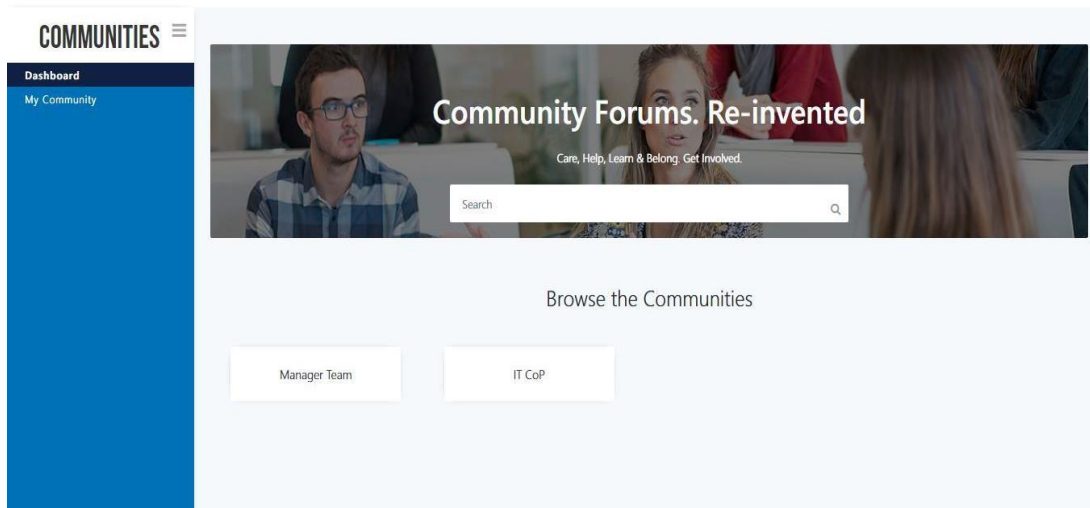 COMMUNITIES
Dashboard
My Community
Community Forums. Re-invented
Care, Help, Learn & Belong. Get Involved.
Search
Browse the Communities
Manager Team
IT CoP